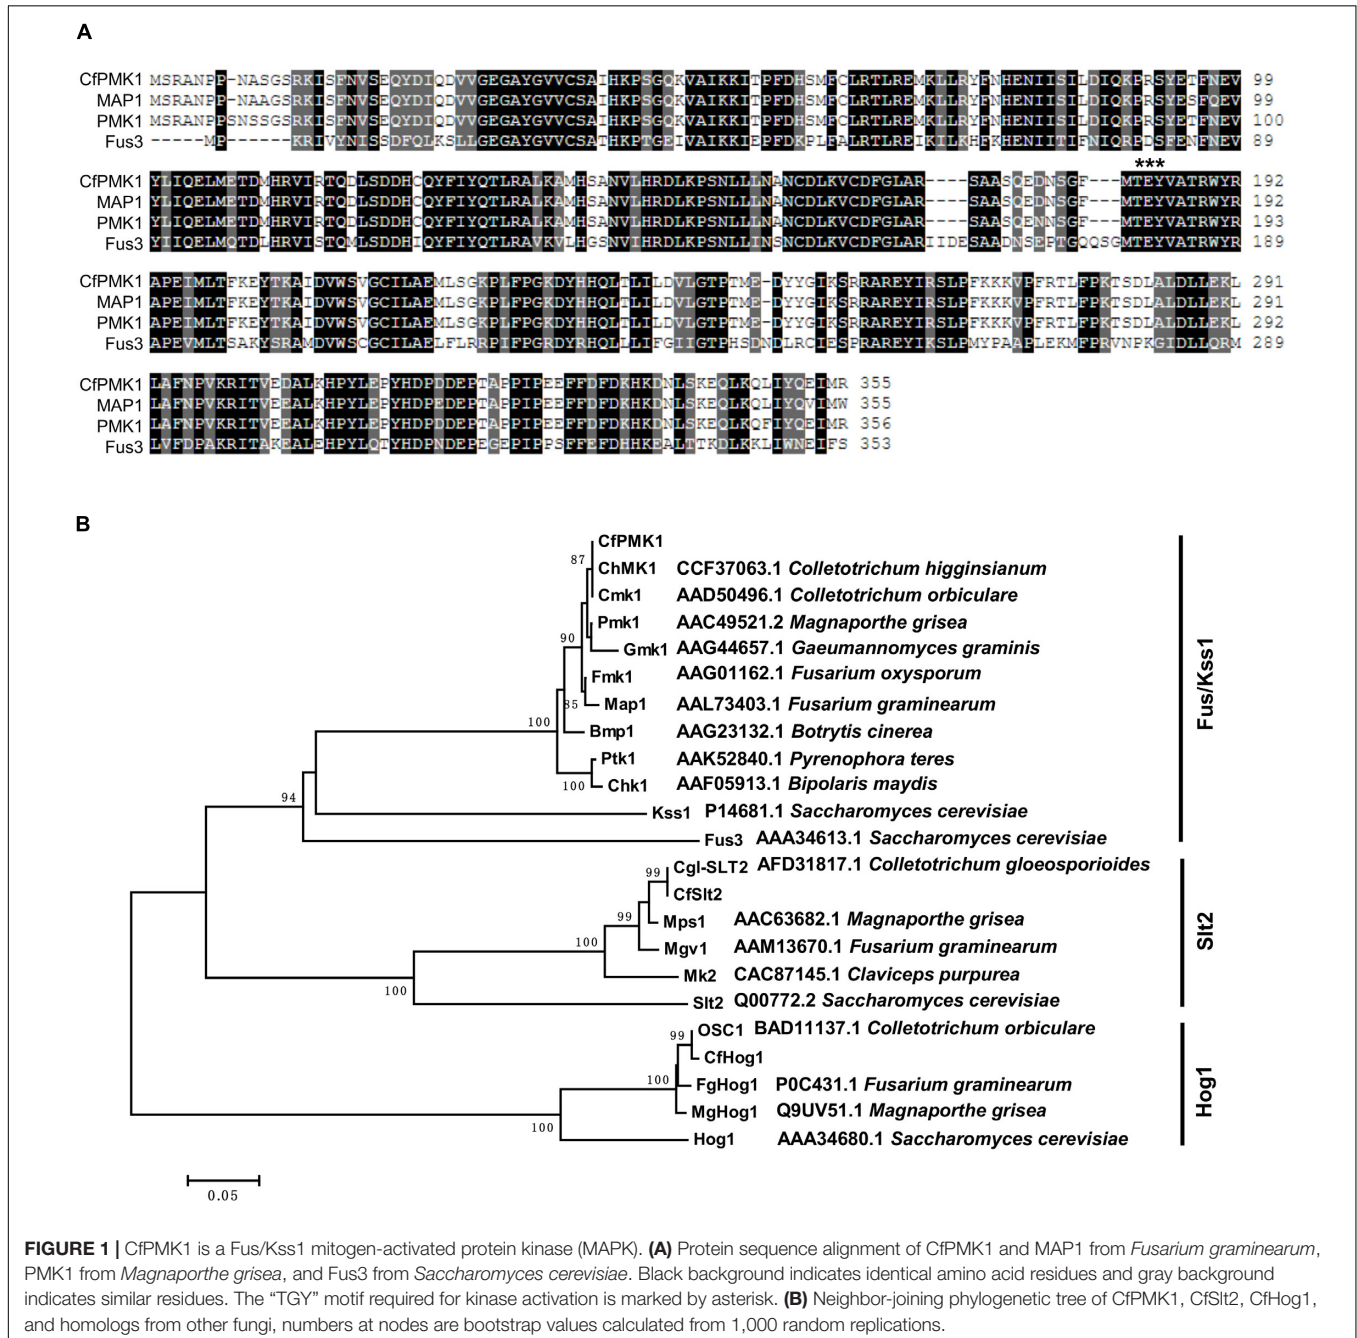 A
CfPMK1 MSRANPP-NASGSRKISFNVSEQYDIQDVVGEGAYGVVCSAIHKPSGQKVAIKKITPFDHSMFCLRTLREMKLLRYFNHENIISILDIQKPRSYETFNEV 99
MAP1 MSRANPP-NAAGSRKISFNVSEQYDIQDVVGEGAYGVVCSAIHKPSGQKVAIKKITPFDHSMFCLRTLREMKLLRYFNHENIITILDIQKPRSYESFQEV 99
PMK1 MSRANPPSNSSGSRKISFNVSEQYDIQDVVGEGAYGVVCSAIHKPSGQKVAIKKITPFDHSMFCLRTLREMKLLRYFNHENIISILDIQKPRSYETFNEV 100
Fus3 -----MP------KRIVYNISSDFQLKSLLGEGAYGVVCSATHKPTGEIVAIKKIEPFDKPLFALRTLREIKILKHFKHENIITIFNIQRPDSFENFNEV 89
***
CfPMK1 YLIQELMETDMHRVIRTQDLSDDHCQYFIYQTLRALKAMHSANVLHRDLKPSNLLLNANCDLKVCDFGLAR----SAASQEDNSGF---MTEYVATRWYR 192
MAP1 YLIQELMETDMHRVIRTQDLSDDHCQYFIYQTLRALKAMHSANVLHRDLKPSNLLLNANCDLKVCDFGLAR----SAASQEDNSGF---MTEYVATRWYR 192
PMK1 YLIQELMETDMHRVIRTQDLSDDHCQYFIYQTLRALKAMHSANVLHRDLKPSNLLLNANCDLKVCDFGLAR----SAASQENNSGF---MTEYVATRWYR 193
Fus3 YIIQELMQTDLHRVISTQMLSDDHIQYFIYQTLRAVKVLHGSNVIHRDLKPSNLLINSNCDLKVCDFGLARIIDESAADNSEPTGQQSGMTEYVATRWYR 189
CfPMK1 APEIMLTFKEYTKAIDVWSVGCILAEMLSGKPLFPGKDYHHQLTLILDVLGTPTME-DYYGIKSRRAREYIRSLPFKKKVPFRTLFPKTSDLALDLLEKL 291
MAP1 APEIMLTFKEYTKAIDVWSVGCILAEMLSGKPLFPGKDYHHQLTLILDVLGTPTME-DYYGIKSRRAREYIRSLPFKKKVPFRTLFPKTSDLALDLLEKL 291
PMK1 APEIMLTFKEYTKAIDVWSVGCILAEMLSGKPLFPGKDYHHQLTLILDVLGTPTME-DYYGIKSRRAREYIRSLPFKKKVPFRTLFPKTSDLALDLLEKL 292
Fus3 APEVMLTSAKYSRAMDVWSCGCILAELFLRRPIFPGRDYRHQLLLIFGIIGTPHSDNDLRCIESPRAREYIKSLPMYPAAPLEKMFPRVNPKGIDLLQRM 289
CfPMK1 LAFNPVKRITVEDALKHPYLEPYHDPDDEPTAPPIPEEFFDFDKHKDNLSKEQLKQLIYQEIMR 355
MAP1 LAFNPVKRITVEEALKHPYLEPYHDPEDEPTAPPIPEEFFDFDKHKDNLSKEQLKQLIYQVIMW 355
PMK1 LAFNPVKRITVEEALKHPYLEPYHDPDDEPTAPPIPEEFFDFDKHKDNLSKEQLKQFIYQEIMR 356
Fus3 LVFDPAKRITAKEALEHPYLQTYHDPNDEPEGEPIPPSFFEFDHHKEALTTKDLKKLIWNEIFS 353
B
CfPMK1
87
ChMK1 CCF37063.1 Colletotrichum higginsianum
Cmk1 AAD50496.1 Colletotrichum orbiculare
Pmk1 AAC49521.2 Magnaporthe grisea
90
Gmk1 AAG44657.1 Gaeumannomyces graminis
Fmk1 AAG01162.1 Fusarium oxysporum
85
Map1 AAL73403.1 Fusarium graminearum
100
Bmp1 AAG23132.1 Botrytis cinerea
Ptk1 AAK52840.1 Pyrenophora teres
100
Chk1 AAF05913.1 Bipolaris maydis
94
Kss1 P14681.1 Saccharomyces cerevisiae
Fus3 AAA34613.1 Saccharomyces cerevisiae
Fus/Kss1
99
Cgl-SLT2 AFD31817.1 Colletotrichum gloeosporioides
CfSlt2
99
Mps1 AAC63682.1 Magnaporthe grisea
100
Mgv1 AAM13670.1 Fusarium graminearum
Mk2 CAC87145.1 Claviceps purpurea
100
Slt2 Q00772.2 Saccharomyces cerevisiae
Slt2
99
OSC1 BAD11137.1 Colletotrichum orbiculare
CfHog1
100
FgHog1 P0C431.1 Fusarium graminearum
MgHog1 Q9UV51.1 Magnaporthe grisea
100
Hog1 AAA34680.1 Saccharomyces cerevisiae
Hog1
0.05
FIGURE 1 | CfPMK1 is a Fus/Kss1 mitogen-activated protein kinase (MAPK). (A) Protein sequence alignment of CfPMK1 and MAP1 from Fusarium graminearum,
PMK1 from Magnaporthe grisea, and Fus3 from Saccharomyces cerevisiae. Black background indicates identical amino acid residues and gray background
indicates similar residues. The “TGY” motif required for kinase activation is marked by asterisk. (B) Neighbor-joining phylogenetic tree of CfPMK1, CfSlt2, CfHog1,
and homologs from other fungi, numbers at nodes are bootstrap values calculated from 1,000 random replications.